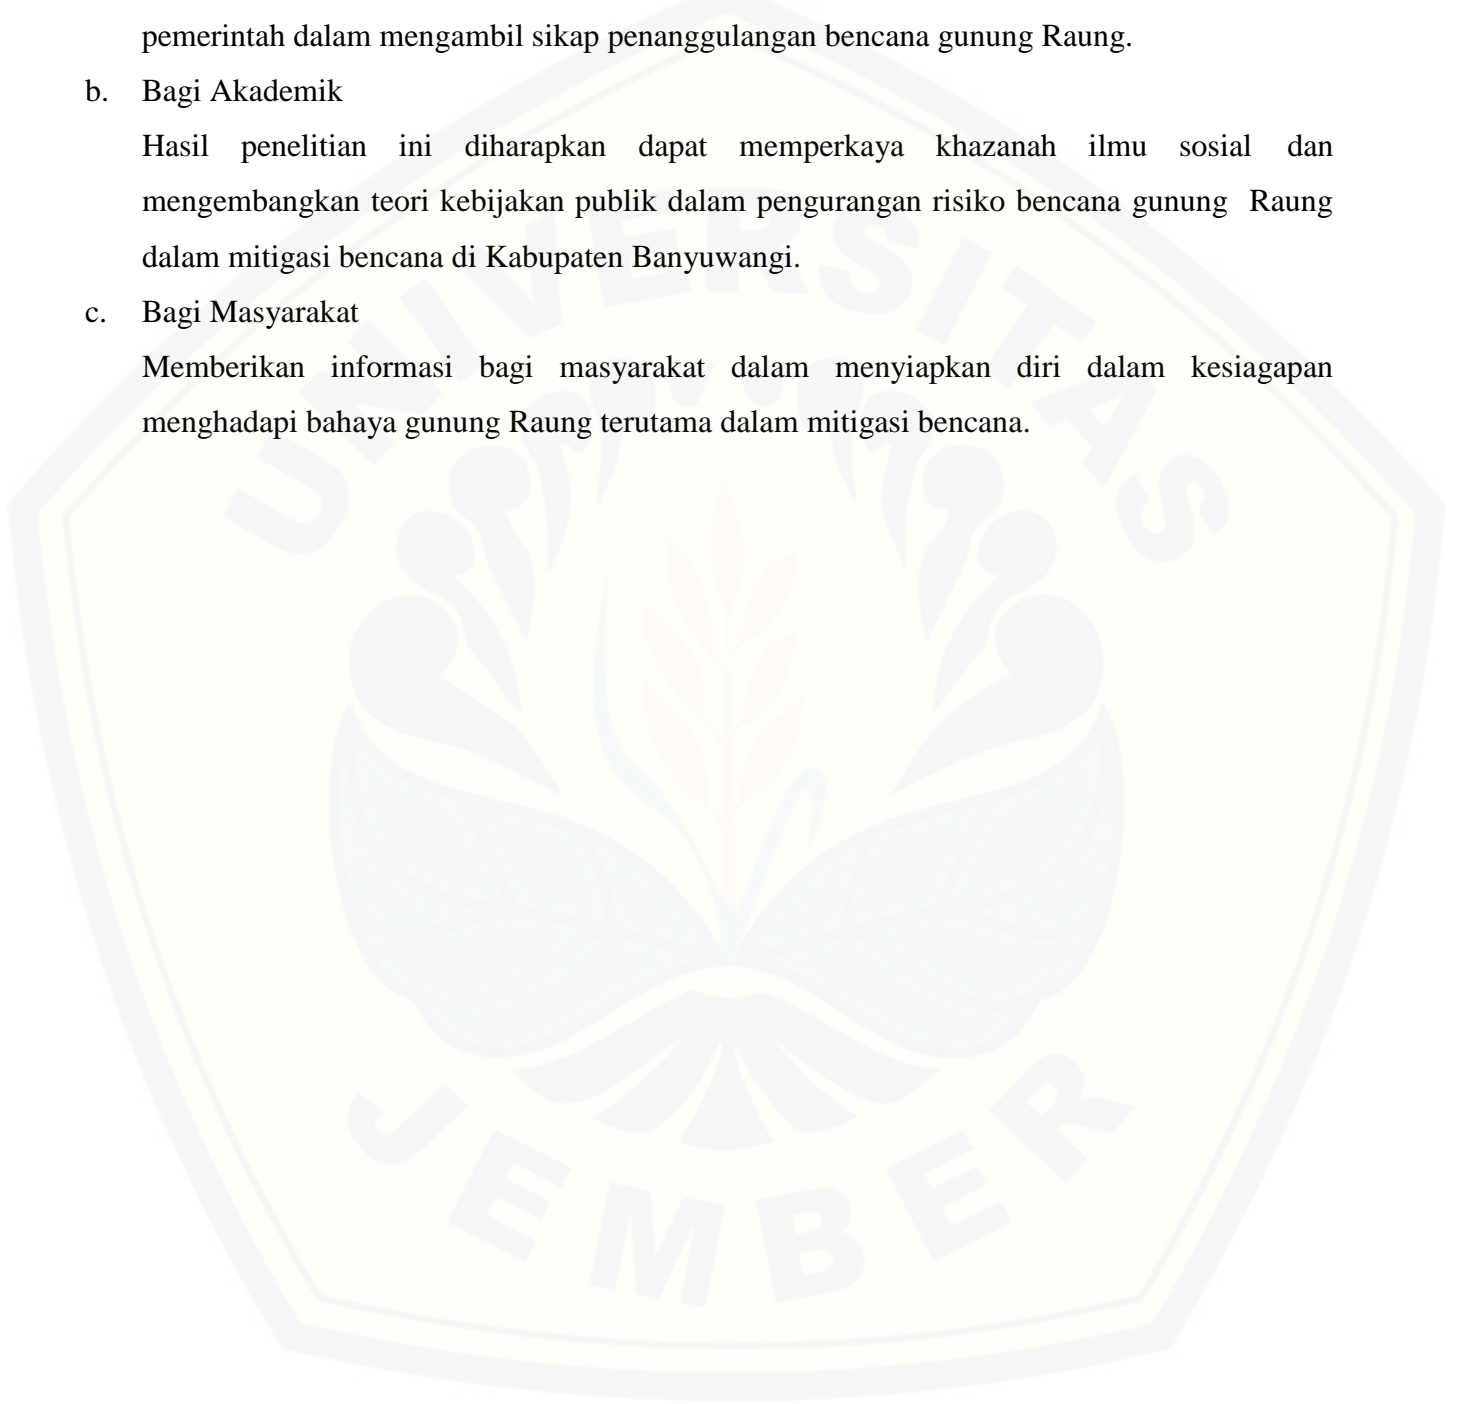 pemerintah dalam mengambil sikap penanggulangan bencana gunung Raung.
b. Bagi Akademik
Hasil penelitian ini diharapkan dapat memperkaya khazanah ilmu sosial dan
mengembangkan teori kebijakan publik dalam pengurangan risiko bencana gunung Raung
dalam mitigasi bencana di Kabupaten Banyuwangi.
c. Bagi Masyarakat
Memberikan informasi bagi masyarakat dalam menyiapkan diri dalam kesiagapan
menghadapi bahaya gunung Raung terutama dalam mitigasi bencana.
UNIVERSITAS
JEMBER